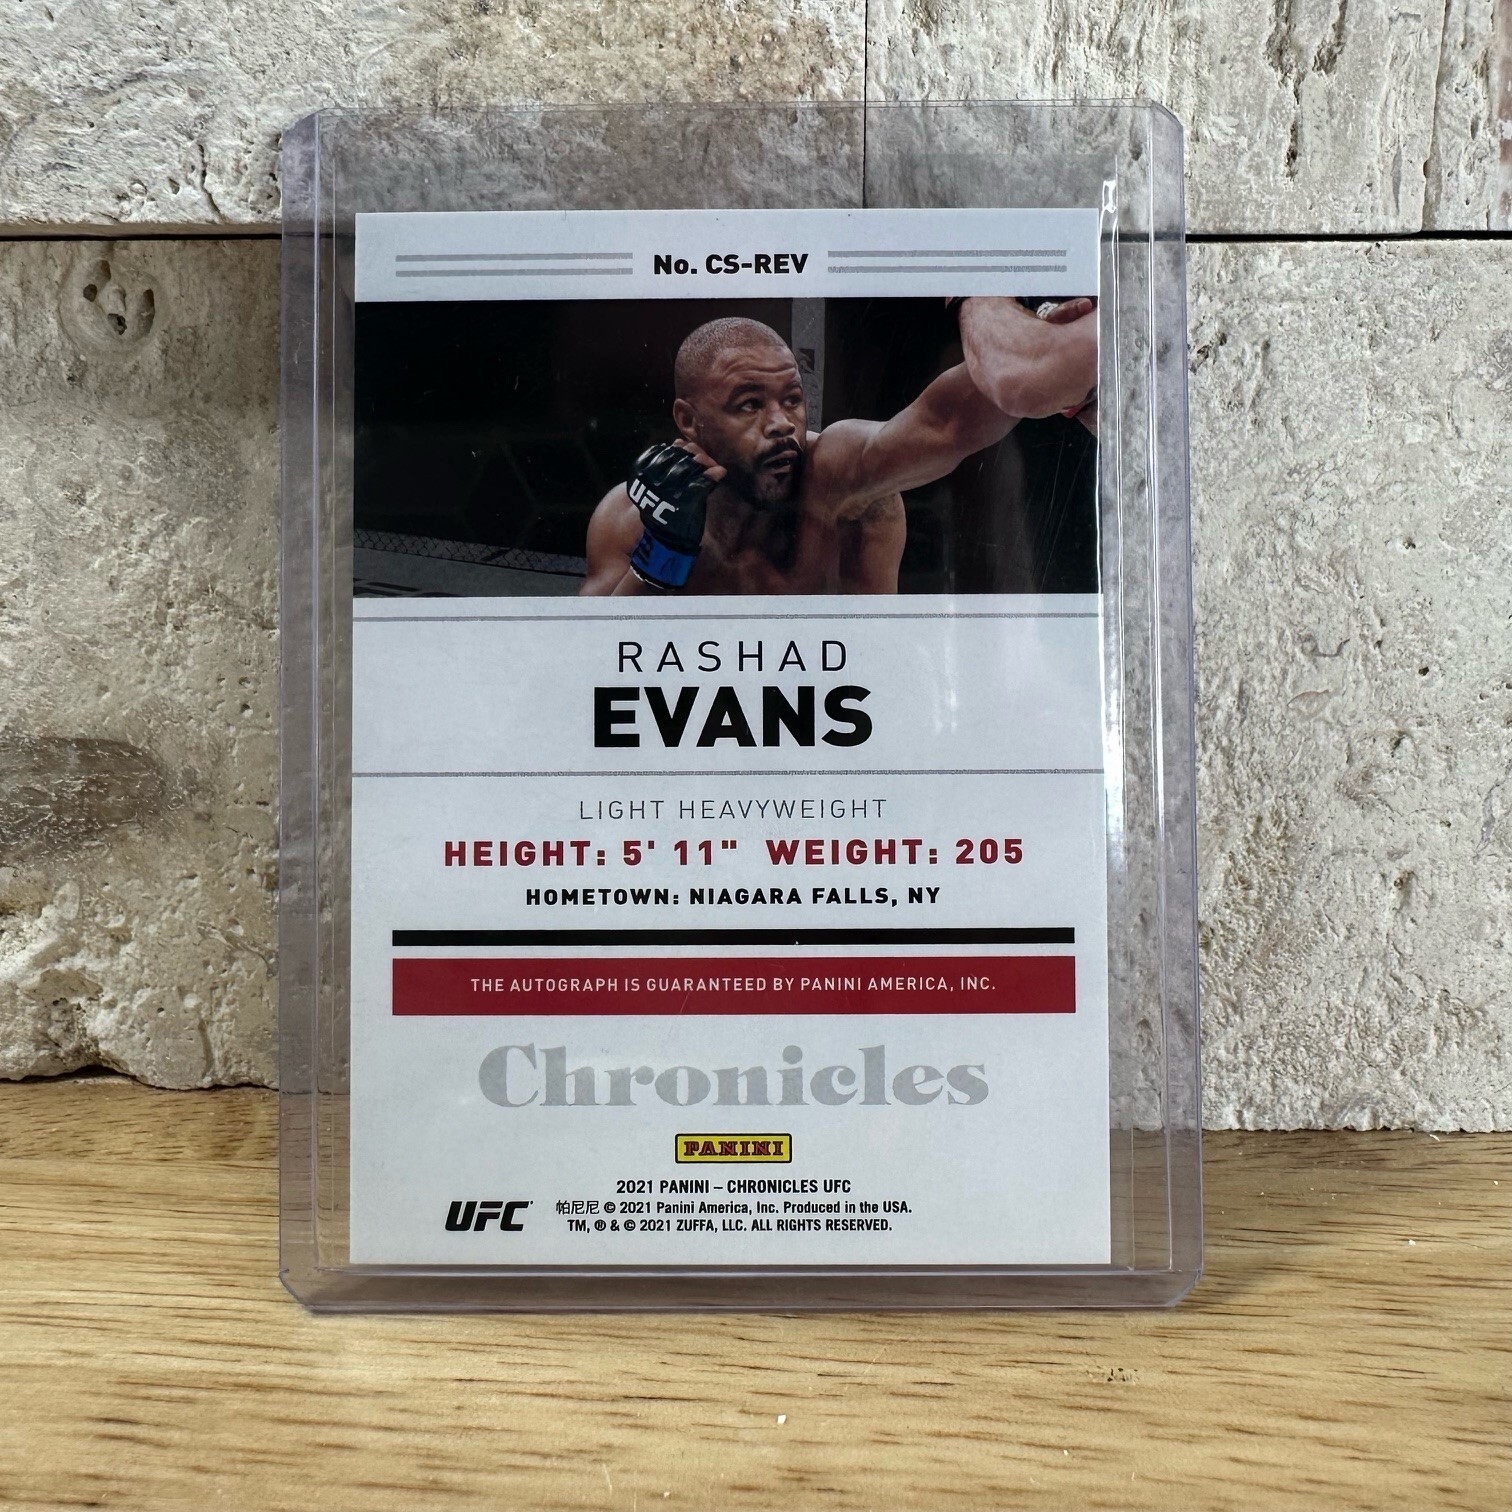 No. CS-REV
UFC
RASHAD
EVANS
LIGHT HEAVYWEIGHT
HEIGHT: 5' 11" WEIGHT: 205
HOMETOWN: NIAGARA FALLS, NY
THE AUTOGRAPH IS GUARANTEED BY PANINI AMERICA, INC.
Chronicles
PANINI
2021 PANINI – CHRONICLES UFC
UFC
帕尼尼 © 2021 Panini America, Inc. Produced in the USA.
TM, ® & © 2021 ZUFFA, LLC. ALL RIGHTS RESERVED.